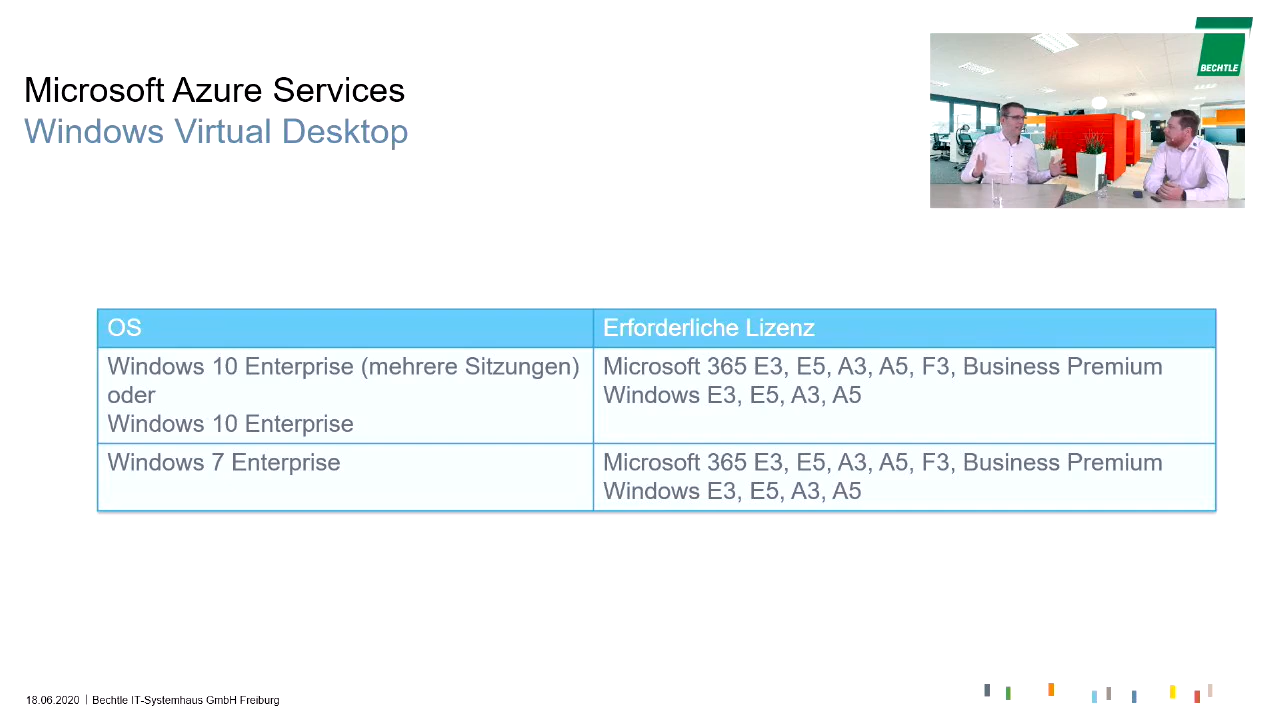 Microsoft Azure Services
Windows Virtual Desktop
BECHTLE
OS
Erforderliche Lizenz
Windows 10 Enterprise (mehrere Sitzungen)
oder
Windows 10 Enterprise
Microsoft 365 E3, E5, A3, A5, F3, Business Premium
Windows E3, E5, A3, A5
Windows 7 Enterprise
Microsoft 365 E3, E5, A3, A5, F3, Business Premium
Windows E3, E5, A3, A5
18.06.2020 | Bechtle IT-Systemhaus GmbH Freiburg